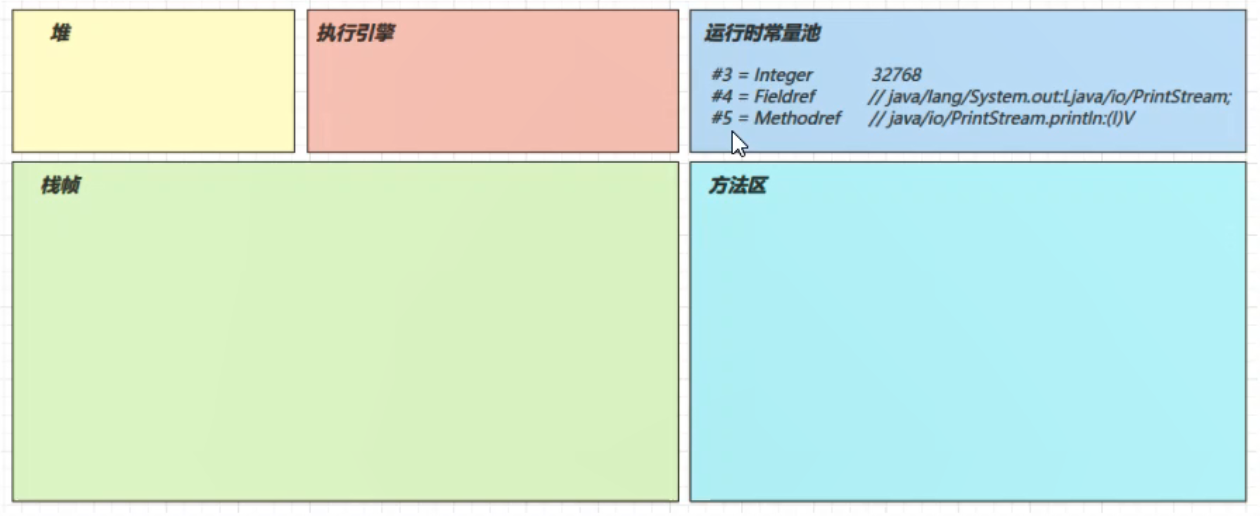 堆
执行引擎
运行时常量池
#3 = Integer 32768
#4 = Fieldref // java/lang/System.out:Ljava/io/PrintStream;
#5 = Methodref // java/io/PrintStream.println:(I)V
栈帧
方法区